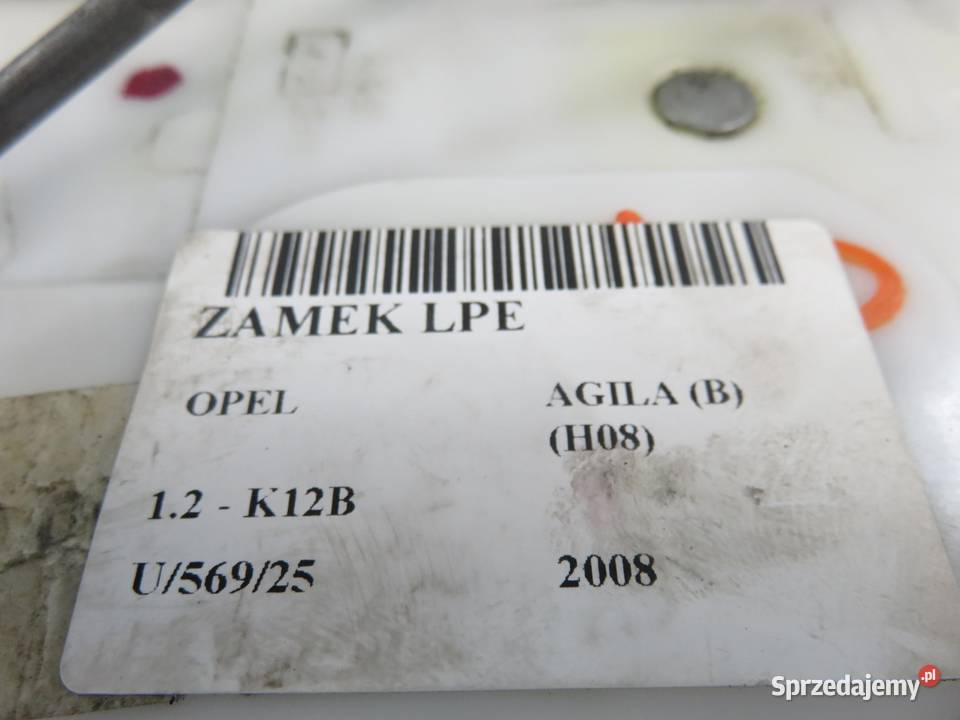 ZAMEK LPE
OPEL
AGILA (B)
(H08)
1.2 - K12B
U/569/25
2008
Sprzedajemy.pl